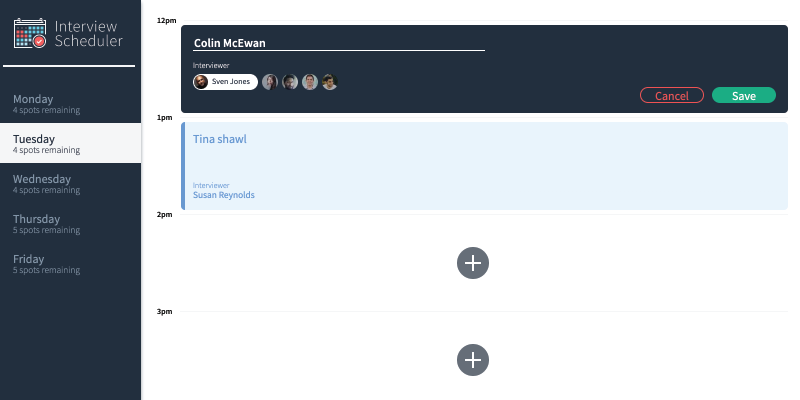 Interview
Scheduler
Monday
4 spots remaining
Tuesday
4 spots remaining
Wednesday
4 spots remaining
Thursday
5 spots remaining
Friday
5 spots remaining
12pm
Colin McEwan
Interviewer
Sven Jones
Cancel
Save
1pm
Tina shawl
Interviewer
Susan Reynolds
2pm
3pm